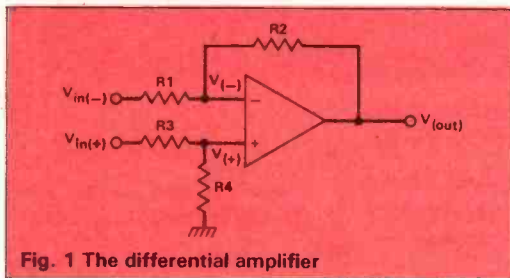 R2
R1
V(−)
Vin(−)
−
R3
Vin(+)
+
V(out)
V(+)
R4
Fig. 1 The differential amplifier